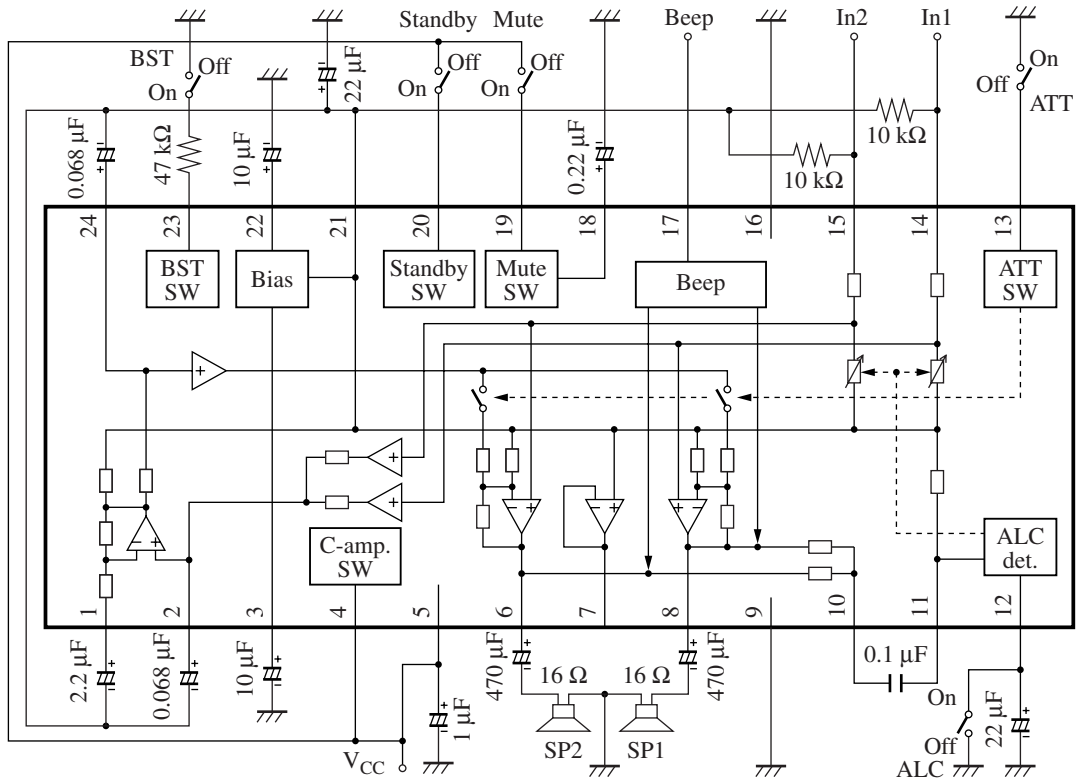 Standby Mute
Beep
In2
In1
BST
Off
On
22 µF
Off
On
Off
On
On
Off
ATT
0.068 µF
47 kΩ
10 µF
0.22 µF
10 kΩ
10 kΩ
24
23
22
21
20
19
18
17
16
15
14
13
BST
SW
Bias
Standby
SW
Mute
SW
Beep
ATT
SW
+
+
+
− +
− +
− +
+ −
C-amp.
SW
ALC
det.
1
2
3
4
5
6
7
8
9
10
11
12
2.2 µF
0.068 µF
10 µF
1 µF
470 µF
16 Ω
16 Ω
470 µF
0.1 µF
22 µF
On
Off
ALC
SP2
SP1
VCC